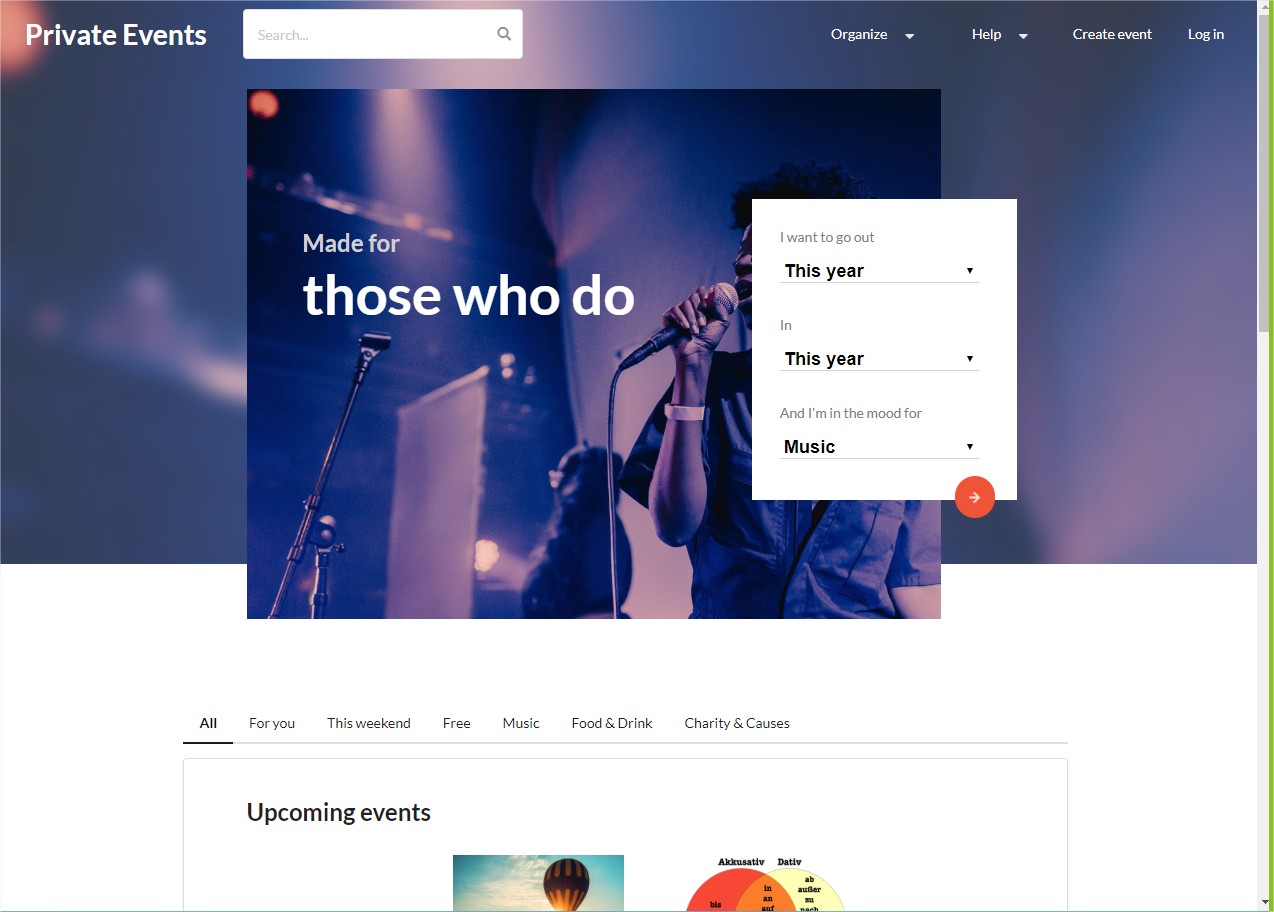 Private Events
Search...
Organize
Help
Create event
Log in
Made for
those who do
I want to go out
This year
In
This year
And I'm in the mood for
Music
All
For you
This weekend
Free
Music
Food & Drink
Charity & Causes
Upcoming events
Akkusativ
Dativ
bis
in
an
auf
ab
außer
zu
nach